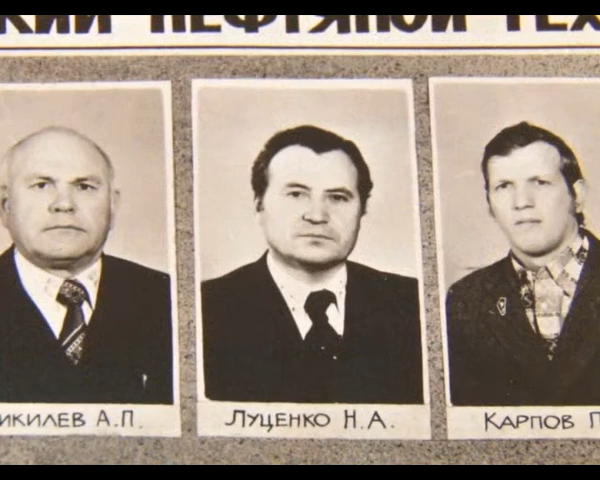 КИЙ НЕФТЯНОЙ ТЕХ
ИКИЛЕВ А.П. ЛУЦЕНКО Н.А. КАРПОВ П